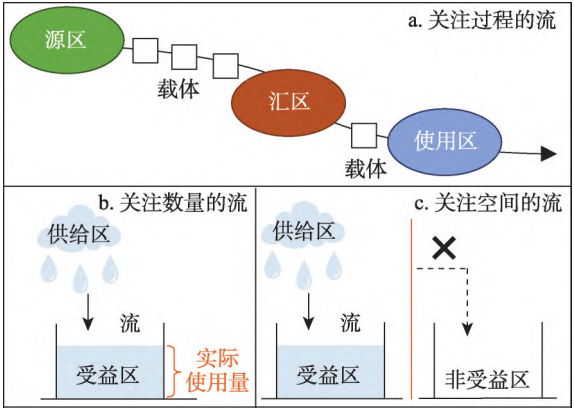 a. 关注过程的流
源区
载体
汇区
载体
使用区
b. 关注数量的流
供给区
流
受益区
实际
使用量
c. 关注空间的流
供给区
流
受益区
非受益区